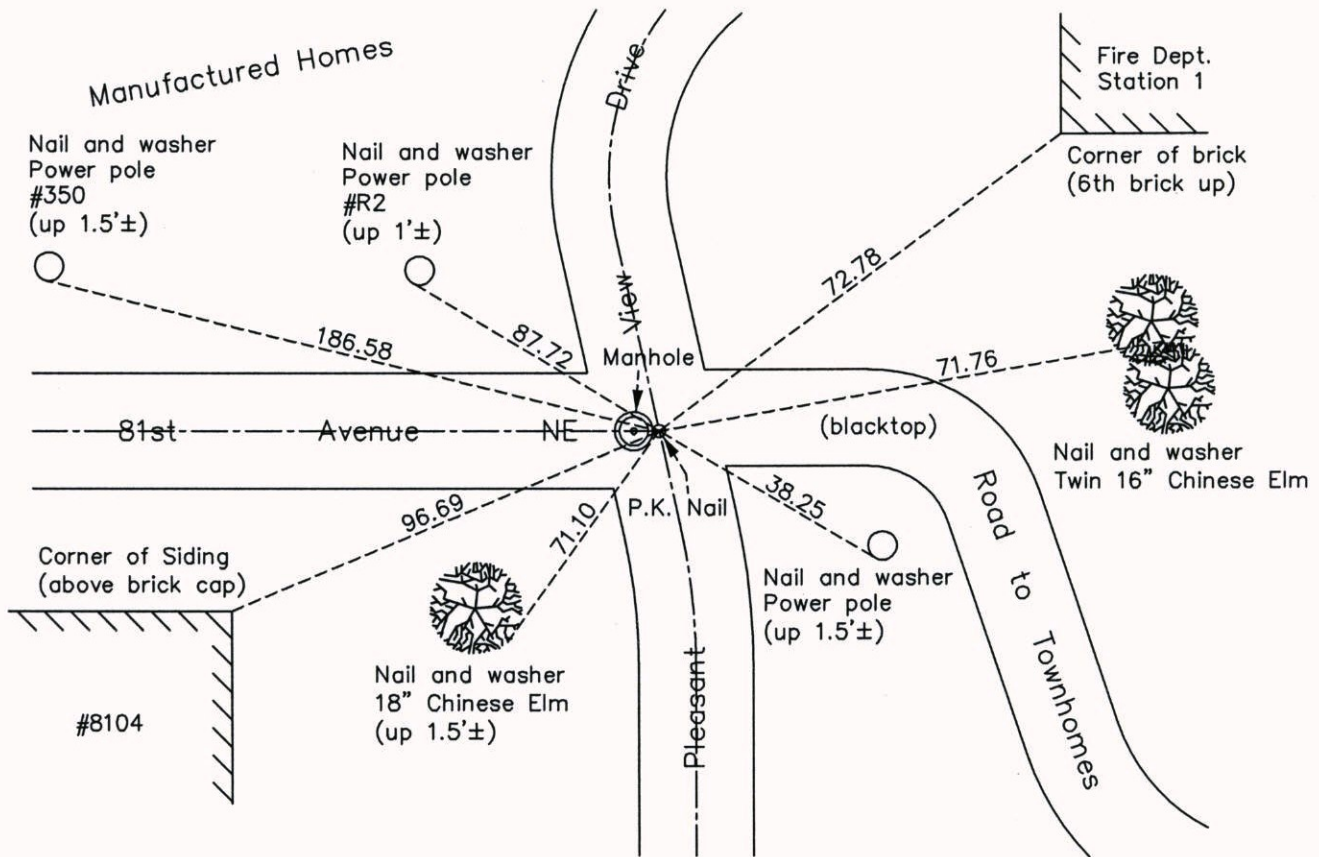 Manufactured Homes
Nail and washer
Power pole
#350
(up 1.5'±)
Nail and washer
Power pole
#R2
(up 1'±)
Drive
View
Fire Dept.
Station 1
Corner of brick
(6th brick up)
72.78
186.58
87.72
Manhole
71.76
81st Avenue NE
(blacktop)
Nail and washer
Twin 16" Chinese Elm
96.69
71.10
P.K. Nail
38.25
Road to Townhomes
Corner of Siding
(above brick cap)
Nail and washer
Power pole
(up 1.5'±)
Nail and washer
18" Chinese Elm
(up 1.5'±)
#8104
Pleasant